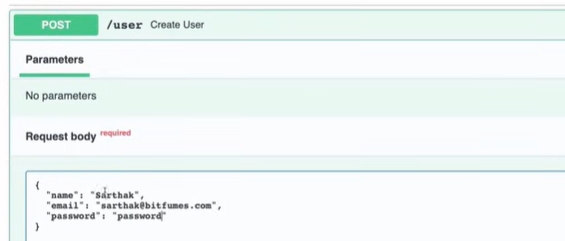 POST /user Create User
Parameters
No parameters
Request body required
{
"name": "Sarthak",
"email": "sarthak@bitfumes.com",
"password": "password"
}